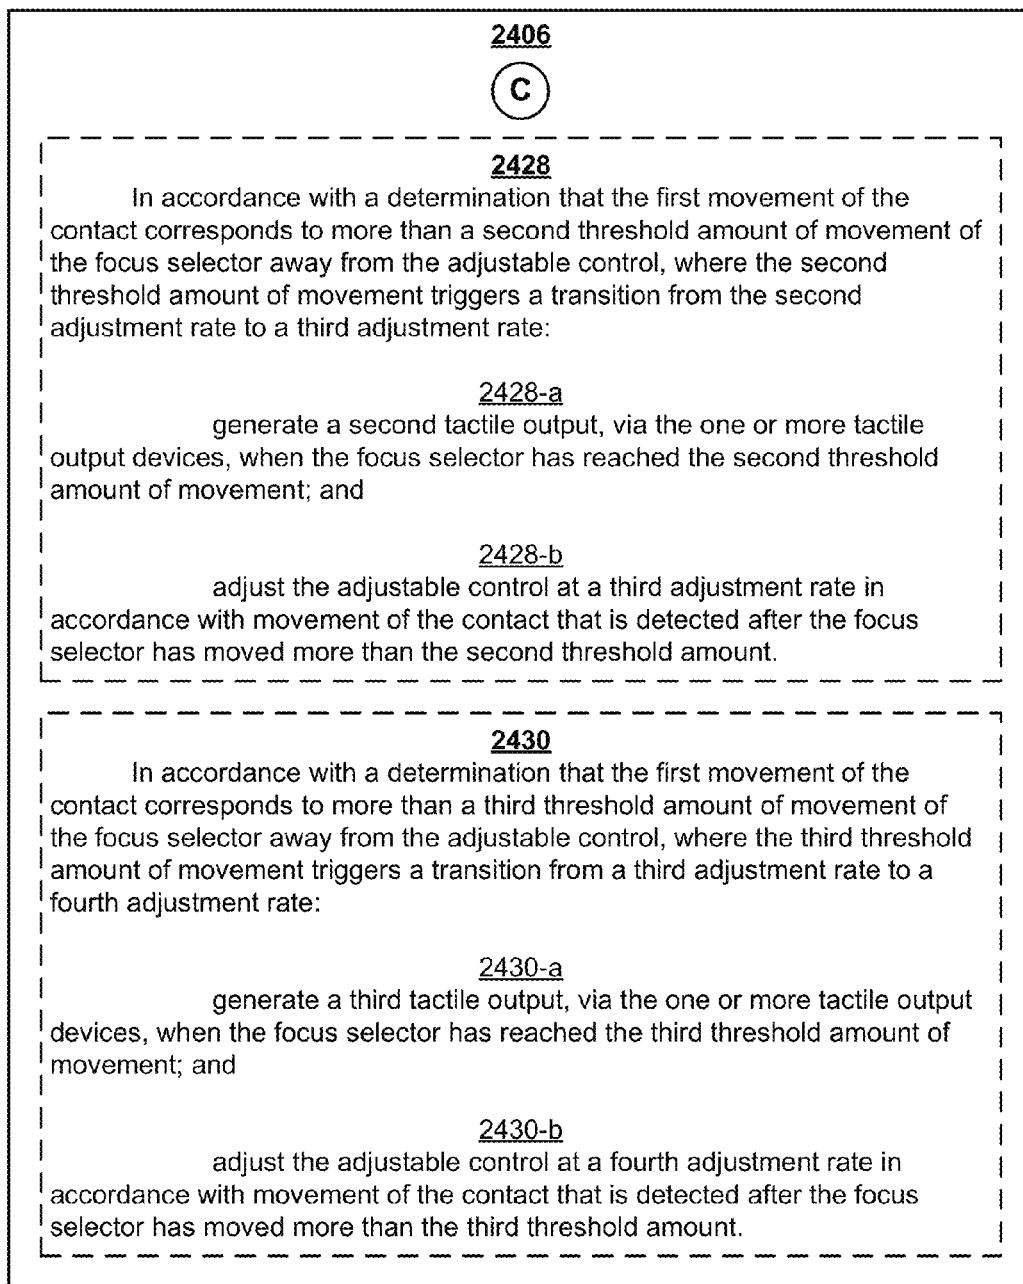 2406
C
2428
In accordance with a determination that the first movement of the
contact corresponds to more than a second threshold amount of movement of
the focus selector away from the adjustable control, where the second
threshold amount of movement triggers a transition from the second
adjustment rate to a third adjustment rate:
2428-a
generate a second tactile output, via the one or more tactile
output devices, when the focus selector has reached the second threshold
amount of movement; and
2428-b
adjust the adjustable control at a third adjustment rate in
accordance with movement of the contact that is detected after the focus
selector has moved more than the second threshold amount.
2430
In accordance with a determination that the first movement of the
contact corresponds to more than a third threshold amount of movement of
the focus selector away from the adjustable control, where the third threshold
amount of movement triggers a transition from a third adjustment rate to a
fourth adjustment rate:
2430-a
generate a third tactile output, via the one or more tactile output
devices, when the focus selector has reached the third threshold amount of
movement; and
2430-b
adjust the adjustable control at a fourth adjustment rate in
accordance with movement of the contact that is detected after the focus
selector has moved more than the third threshold amount.